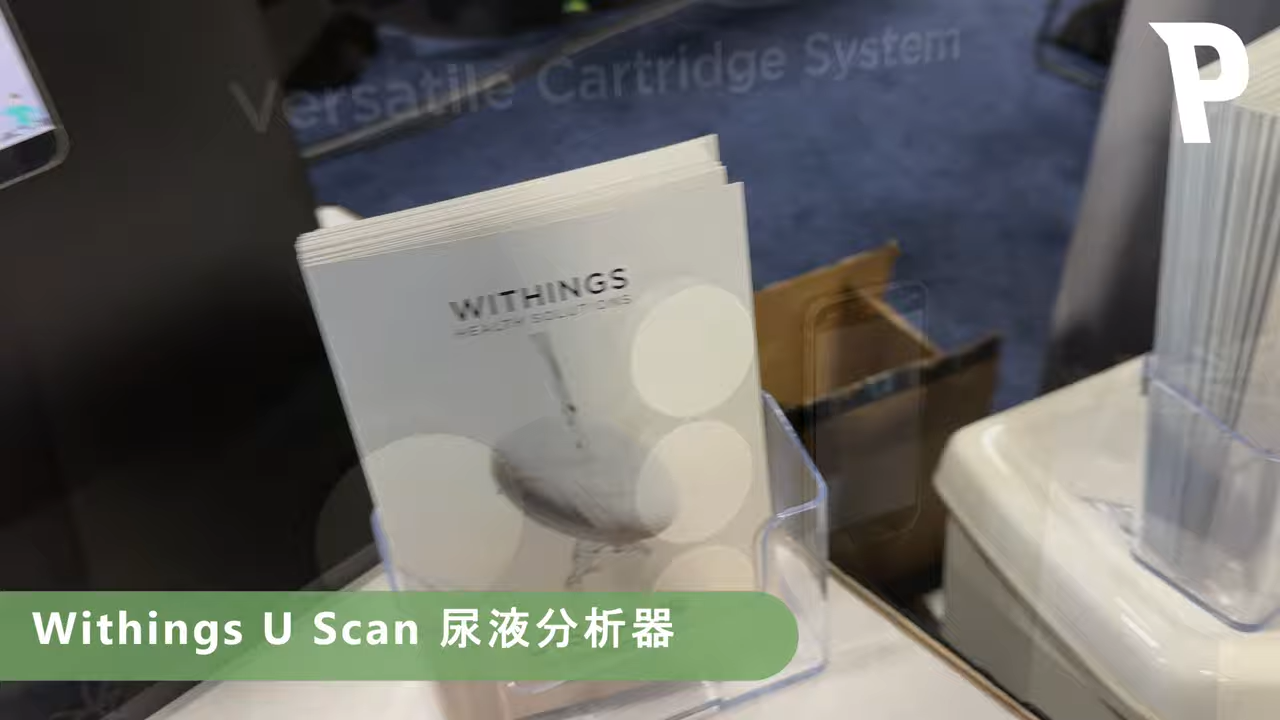 Versatile Cartridge System
P
WITHINGS
HEALTH SOLUTIONS
Withings U Scan 尿液分析器